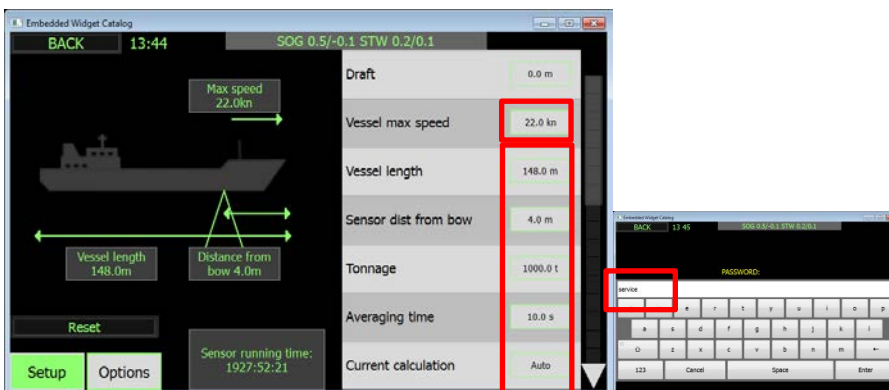 Embedded Widget Catalog
BACK 13:44 SOG 0.5/-0.1 STW 0.2/0.1
Max speed
22.0kn
Vessel length
148.0m
Distance from
bow 4.0m
Reset
Setup Options
Sensor running time:
1927:52:21
Draft 0.0 m
Vessel max speed 22.0 kn
Vessel length 148.0 m
Sensor dist from bow 4.0 m
Tonnage 1000.0 t
Averaging time 10.0 s
Current calculation Auto
Embedded Widget Catalog
BACK 13 45 SOG 0.5/-0.1 STW 0.2/0.1
PASSWORD:
service
e r t y u i o p
a s d f g h j k l
z x c v b n m
123 Cancel Space Enter